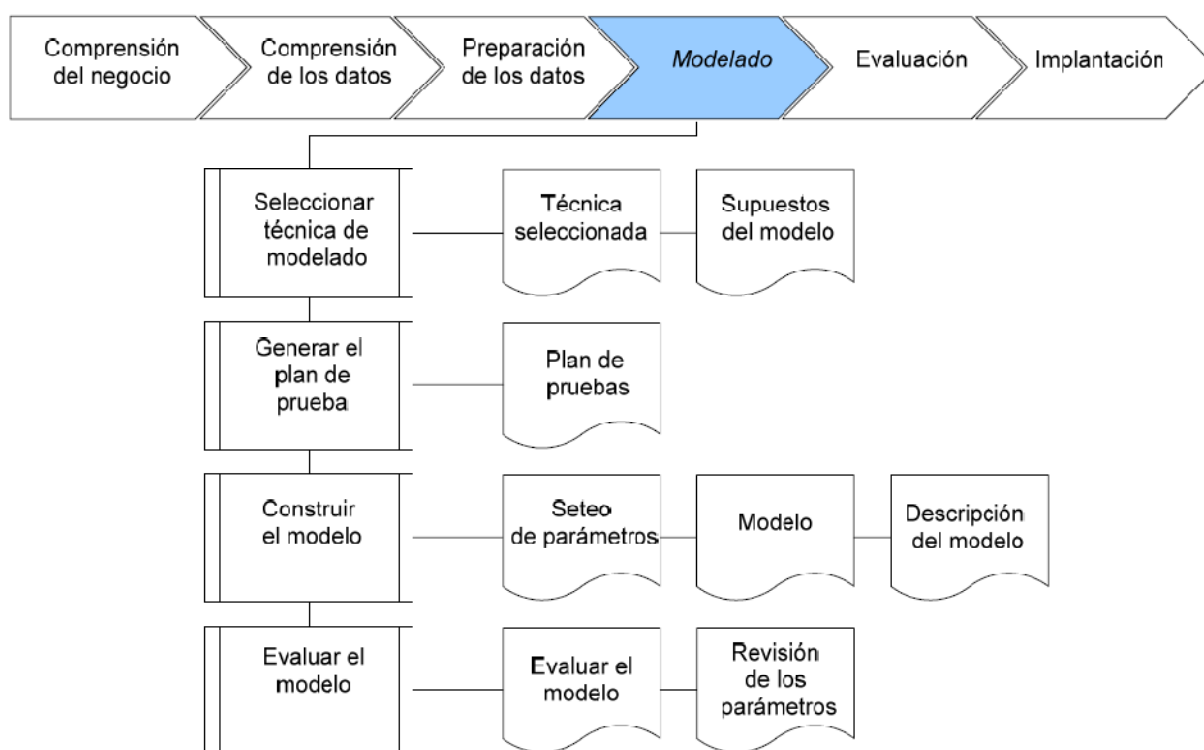 Comprensión
del negocio
Comprensión
de los datos
Preparación
de los datos
Modelado
Evaluación
Implantación
Seleccionar
técnica de
modelado
Técnica
seleccionada
Supuestos
del modelo
Generar el
plan de
prueba
Plan de
pruebas
Construir
el modelo
Seteo
de parámetros
Modelo
Descripción
del modelo
Evaluar el
modelo
Evaluar el
modelo
Revisión
de los
parámetros